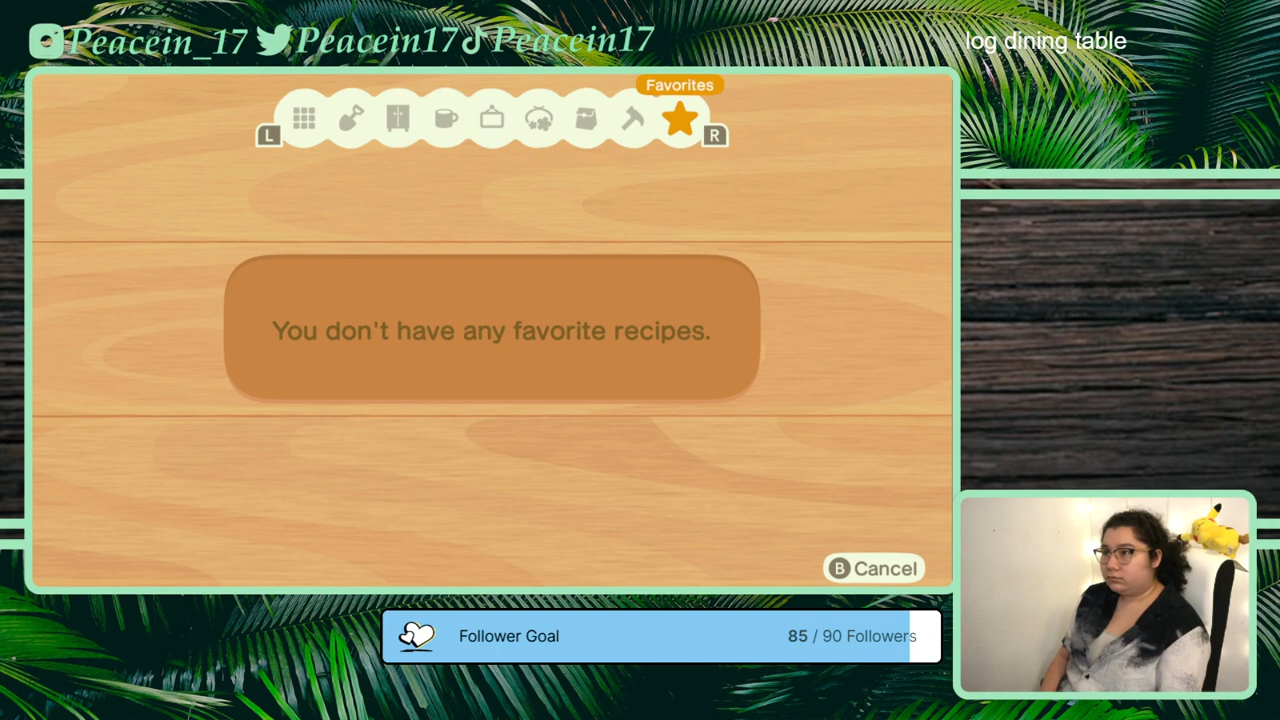 Peacein_17 Peacein17 Peacein17
log dining table
Favorites
L
R
You don't have any favorite recipes.
B Cancel
Follower Goal 85 / 90 Followers